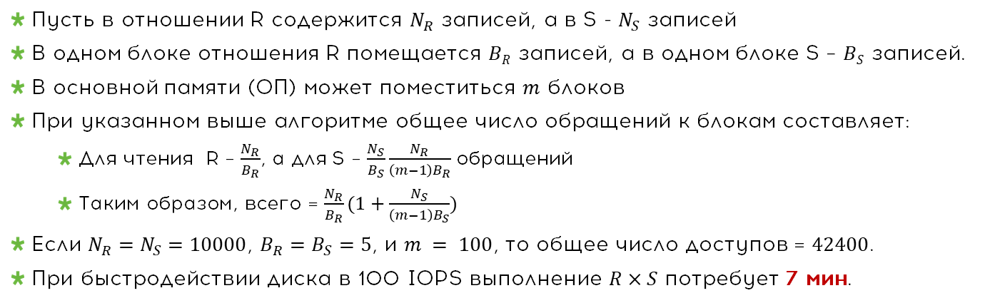 * Пусть в отношении R содержится $N_R$ записей, а в S - $N_S$ записей
* В одном блоке отношения R помещается $B_R$ записей, а в одном блоке S – $B_S$ записей.
* В основной памяти (ОП) может поместиться $m$ блоков
* При указанном выше алгоритме общее число обращений к блокам составляет:
* Для чтения R – $\frac{N_R}{B_R}$, а для S – $\frac{N_S}{B_S}\frac{N_R}{(m-1)B_R}$ обращений
* Таким образом, всего = $\frac{N_R}{B_R}(1 + \frac{N_S}{(m-1)B_S})$
* Если $N_R = N_S = 10000$, $B_R = B_S = 5$, и $m = 100$, то общее число доступов = 42400.
* При быстродействии диска в 100 IOPS выполнение $R \times S$ потребует 7 мин.